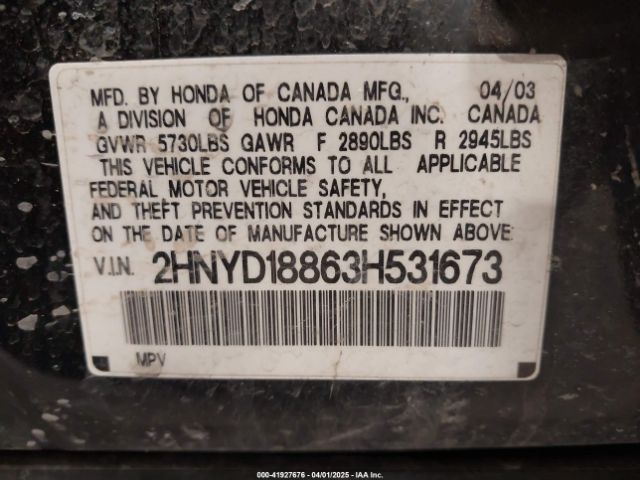 MFD. BY HONDA OF CANADA MFG., 04/03
A DIVISION OF HONDA CANADA INC. CANADA
GVWR 5730LBS GAWR F 2890LBS R 2945LBS
THIS VEHICLE CONFORMS TO ALL APPLICABLE
FEDERAL MOTOR VEHICLE SAFETY,
AND THEFT PREVENTION STANDARDS IN EFFECT
ON THE DATE OF MANUFACTURE SHOWN ABOVE.
V.I.N. 2HNYD18863H531673
MPV
000-41927676 - 04/01/2025 - IAA Inc.